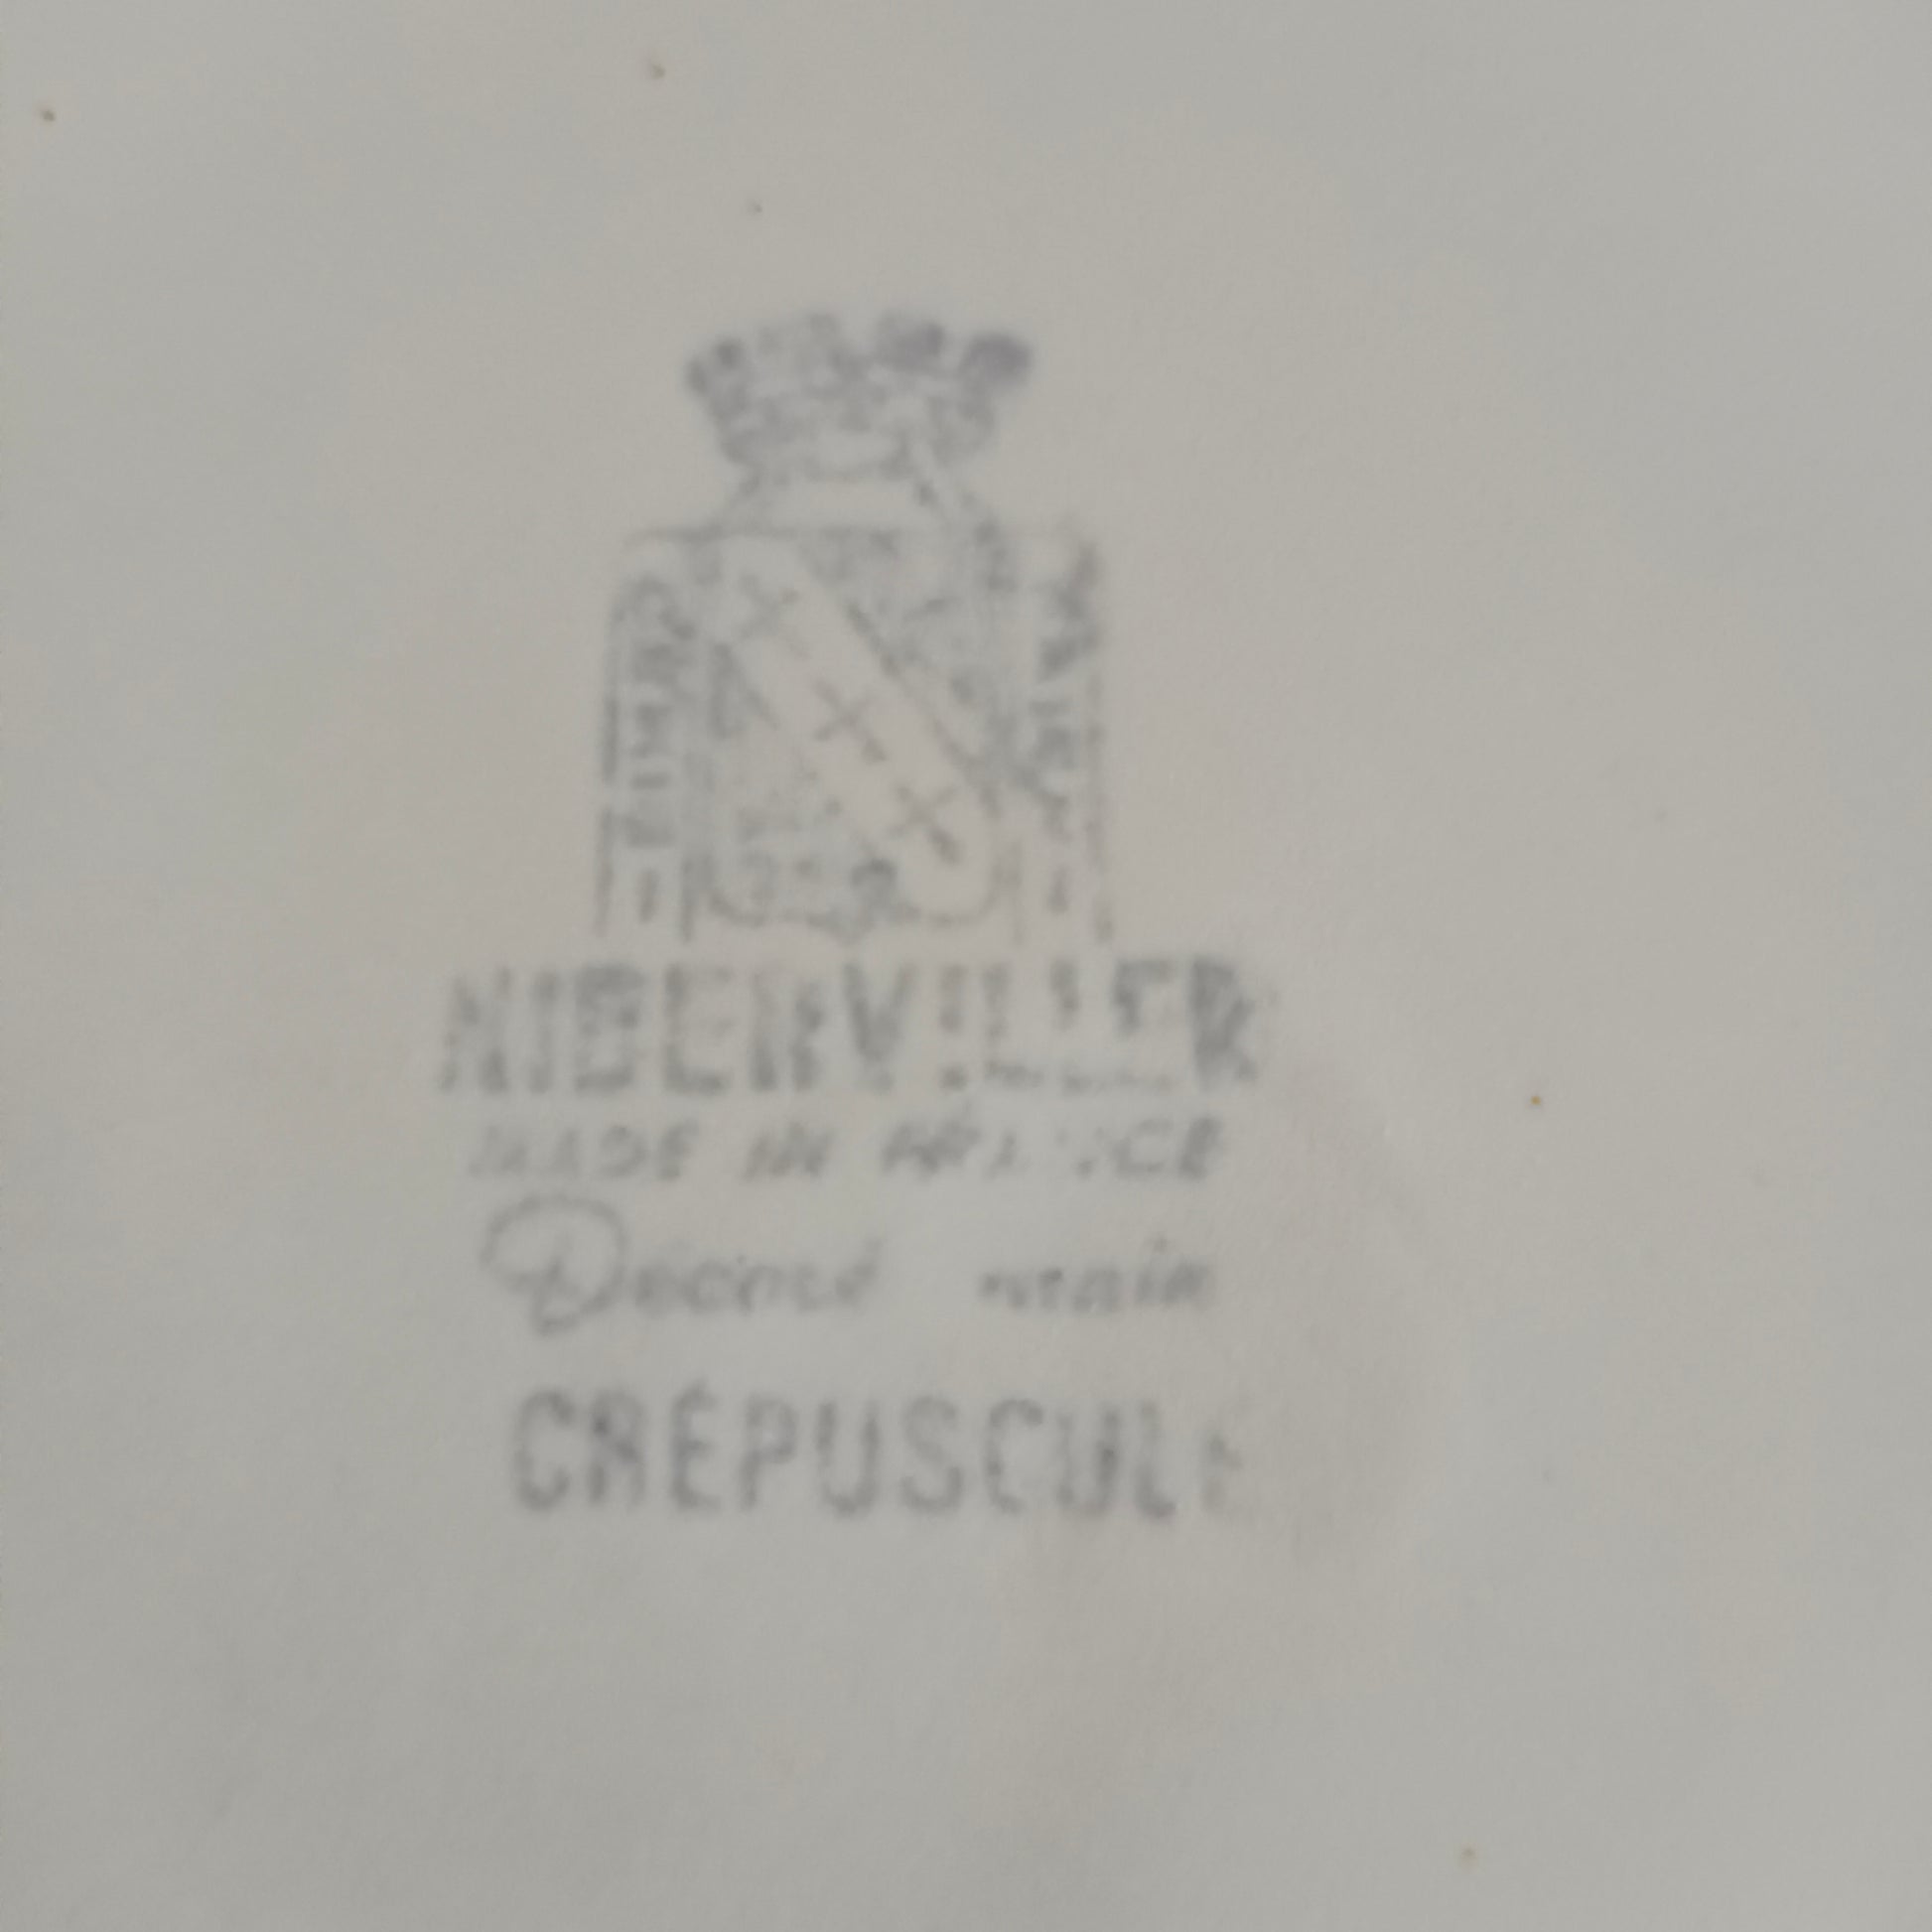 NIDERVILLER
MADE IN FRANCE
Décoré main
CRÉPUSCULE